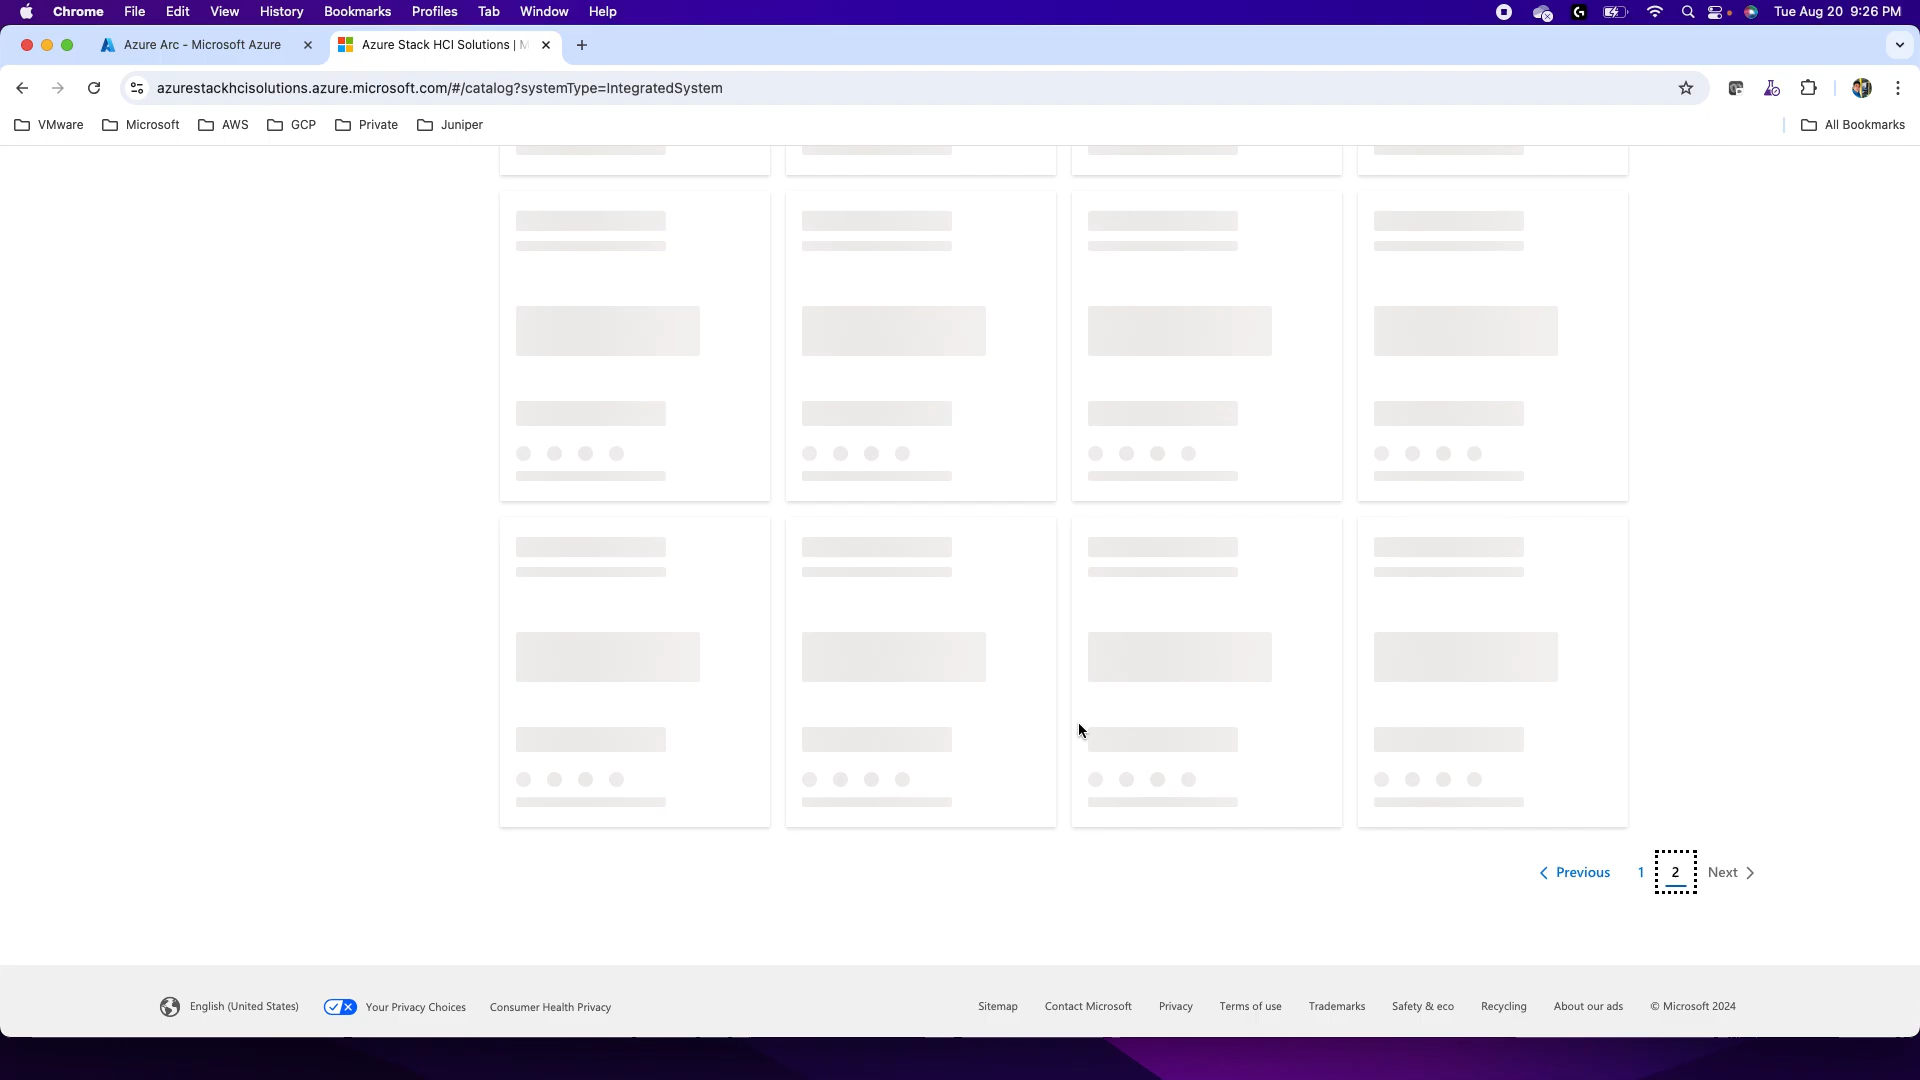 Chrome File Edit View History Bookmarks Profiles Tab Window Help Tue Aug 20 9:26 PM
Azure Arc - Microsoft Azure Azure Stack HCI Solutions | M
azurestackhcisolutions.azure.microsoft.com/#/catalog?systemType=IntegratedSystem
VMware Microsoft AWS GCP Private Juniper All Bookmarks
Previous 1 2 Next
English (United States) Your Privacy Choices Consumer Health Privacy Sitemap Contact Microsoft Privacy Terms of use Trademarks Safety & eco Recycling About our ads © Microsoft 2024